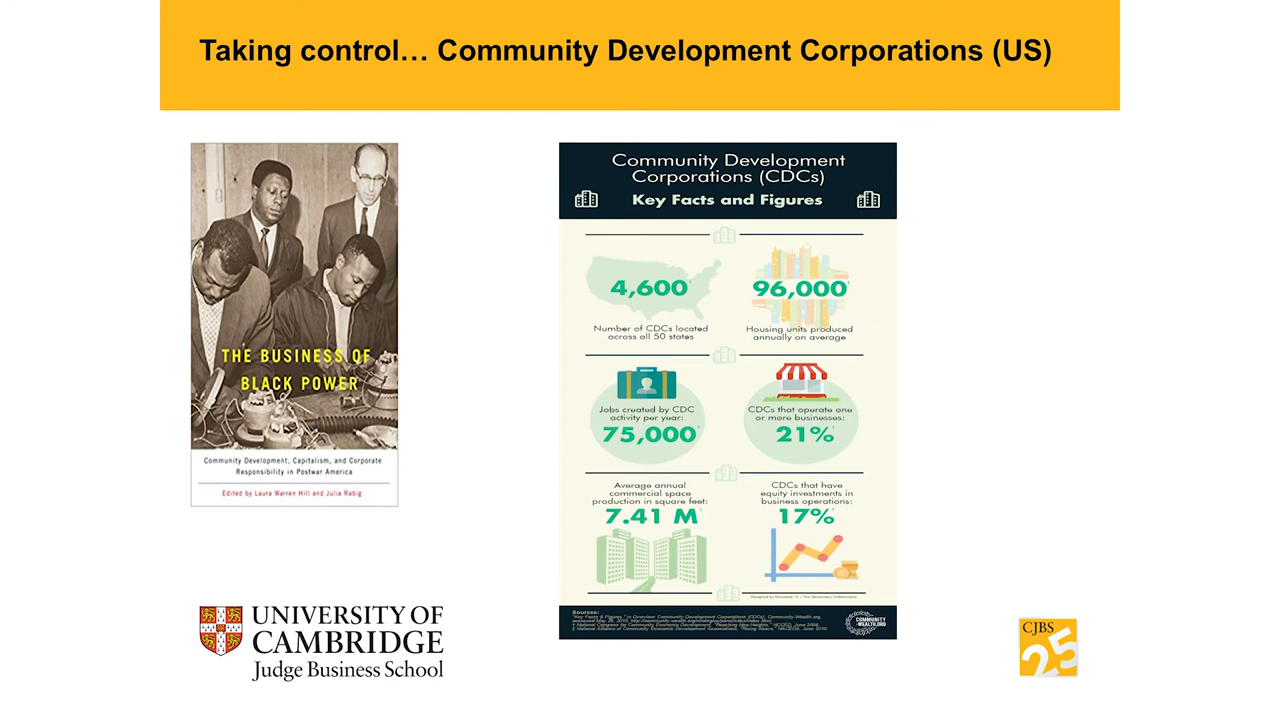 Taking control… Community Development Corporations (US)
THE BUSINESS OF
BLACK POWER
Community Development, Capitalism, and Corporate
Responsibility in Postwar America
Edited by Laura Warren Hill and Julia Rabig
Community Development
Corporations (CDCs)
Key Facts and Figures
4,600
Number of CDCs located
across all 50 states
96,000
Housing units produced
annually on average
Jobs created by CDC
activity per year:
75,000
CDCs that operate one
or more businesses:
21%
Average annual
commercial space
production in square feet:
7.41 M
CDCs that have
equity investments in
business operations:
17%
Sources:
COMMUNITY
-WEALTH.ORG
UNIVERSITY OF
CAMBRIDGE
Judge Business School
CJBS
25